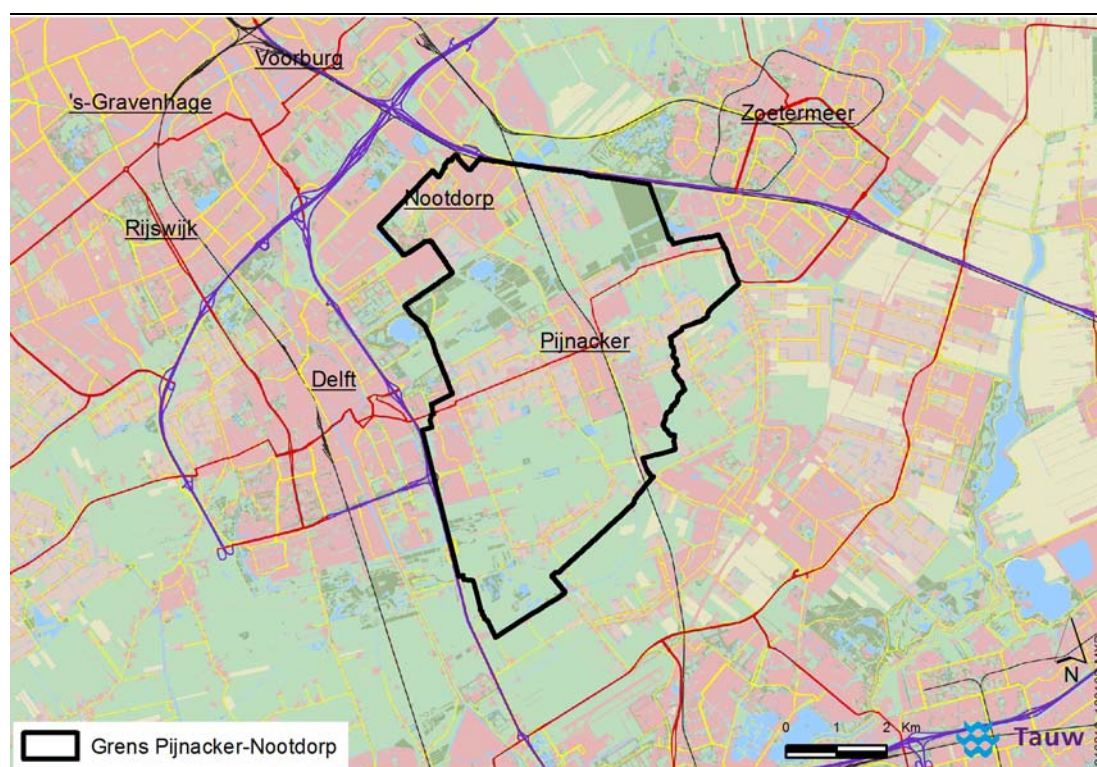 Voorburg
's-Gravenhage
Zoetermeer
Nootdorp
Rijswijk
Pijnacker
Delft
N
0 1 2 Km
Grens Pijnacker-Nootdorp
Tauw